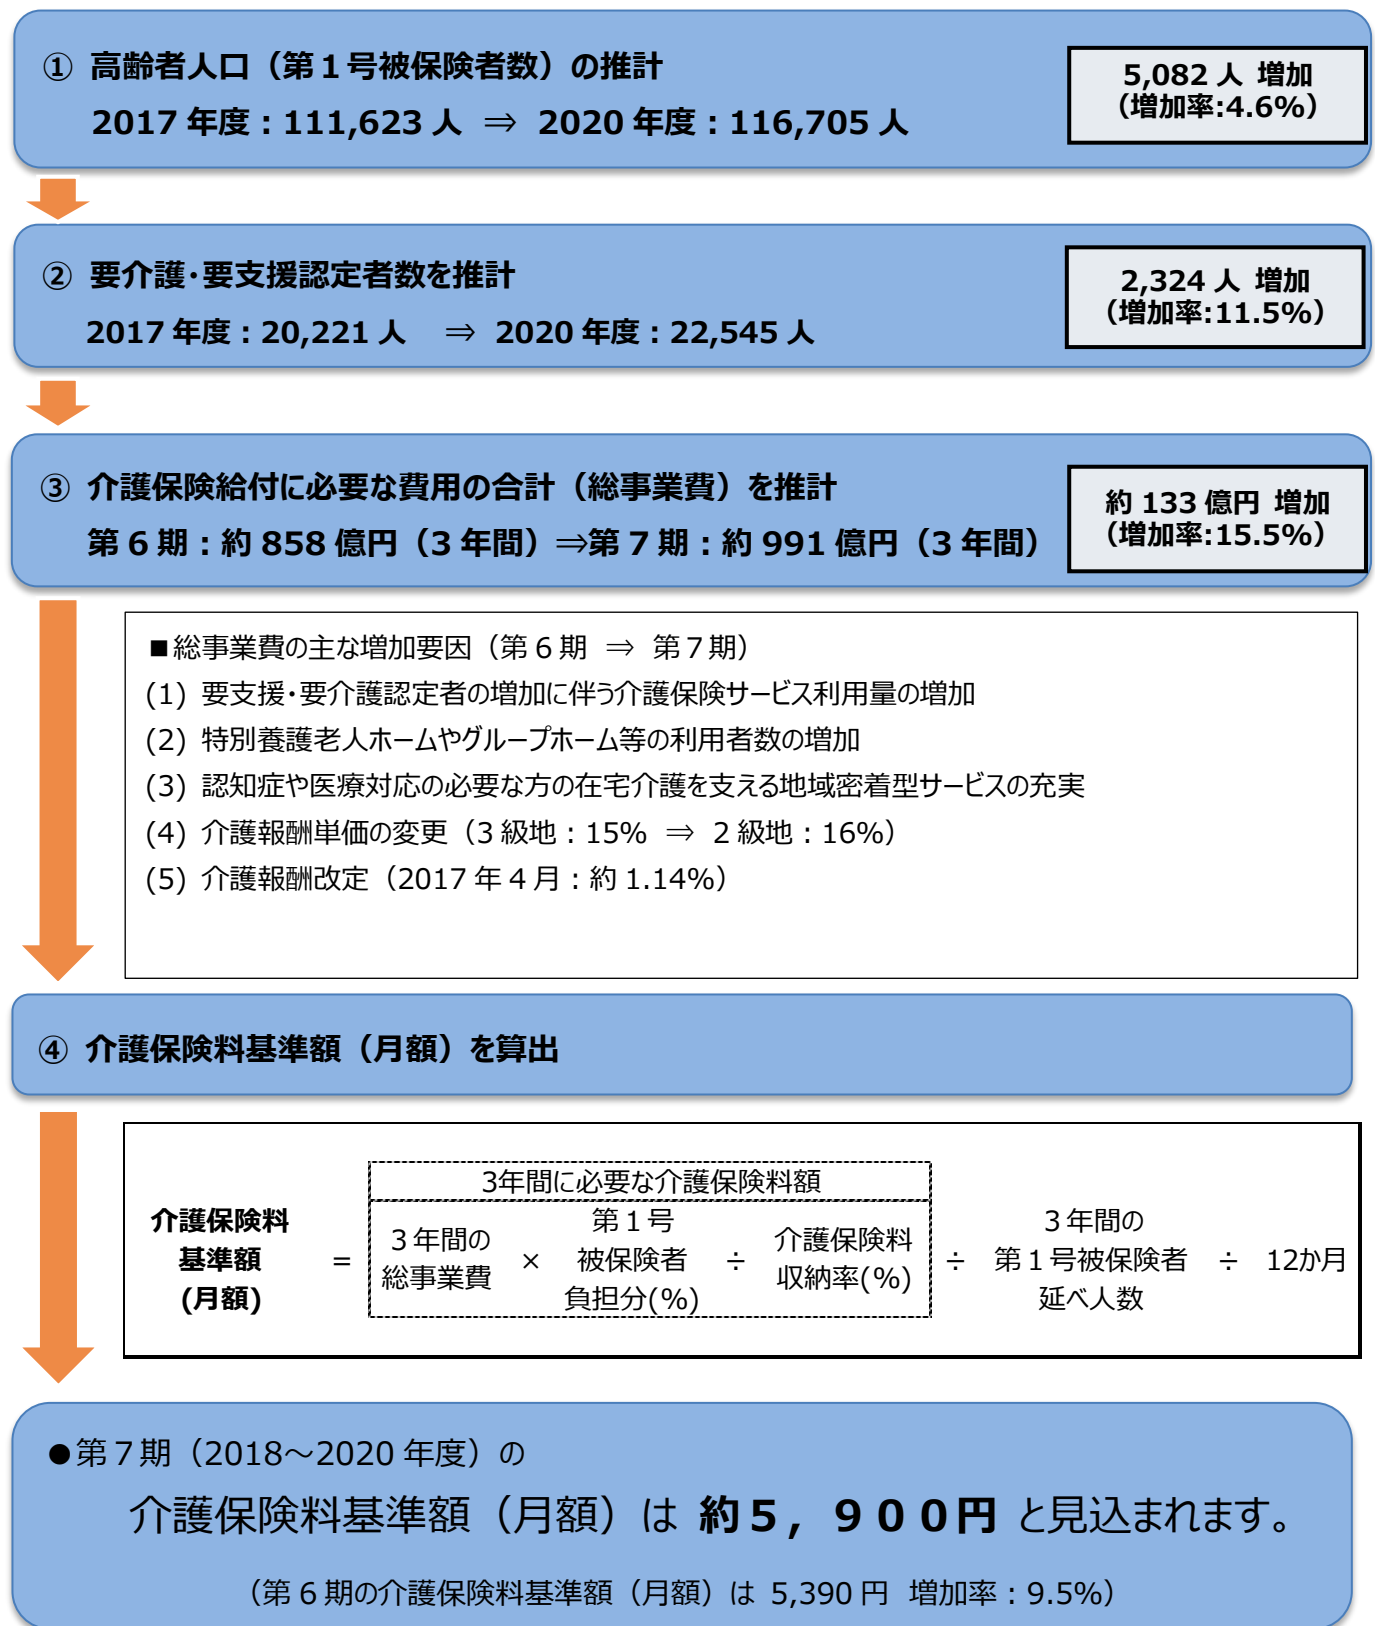 ① 高齢者人口（第１号被保険者数）の推計
2017 年度：111,623 人 ⇒ 2020 年度：116,705 人
5,082 人 増加
（増加率:4.6%）
② 要介護・要支援認定者数を推計
2017 年度：20,221 人 ⇒ 2020 年度：22,545 人
2,324 人 増加
（増加率:11.5%）
③ 介護保険給付に必要な費用の合計（総事業費）を推計
第 6 期：約 858 億円（3 年間）⇒第 7 期：約 991 億円（3 年間）
約 133 億円 増加
（増加率:15.5%）
■総事業費の主な増加要因（第 6 期 ⇒ 第 7 期）
(1) 要支援・要介護認定者の増加に伴う介護保険サービス利用量の増加
(2) 特別養護老人ホームやグループホーム等の利用者数の増加
(3) 認知症や医療対応の必要な方の在宅介護を支える地域密着型サービスの充実
(4) 介護報酬単価の変更（3 級地：15% ⇒ 2 級地：16%）
(5) 介護報酬改定（2017 年 4 月：約 1.14%）
④ 介護保険料基準額（月額）を算出
3年間に必要な介護保険料額
介護保険料
基準額
(月額)
=
３年間の
総事業費
×
第１号
被保険者
負担分(%)
÷
介護保険料
収納率(%)
÷
３年間の
第１号被保険者
延べ人数
÷
12か月
●第７期（2018～2020 年度）の
介護保険料基準額（月額）は 約５，９００円 と見込まれます。
（第 6 期の介護保険料基準額（月額）は 5,390 円 増加率：9.5%）